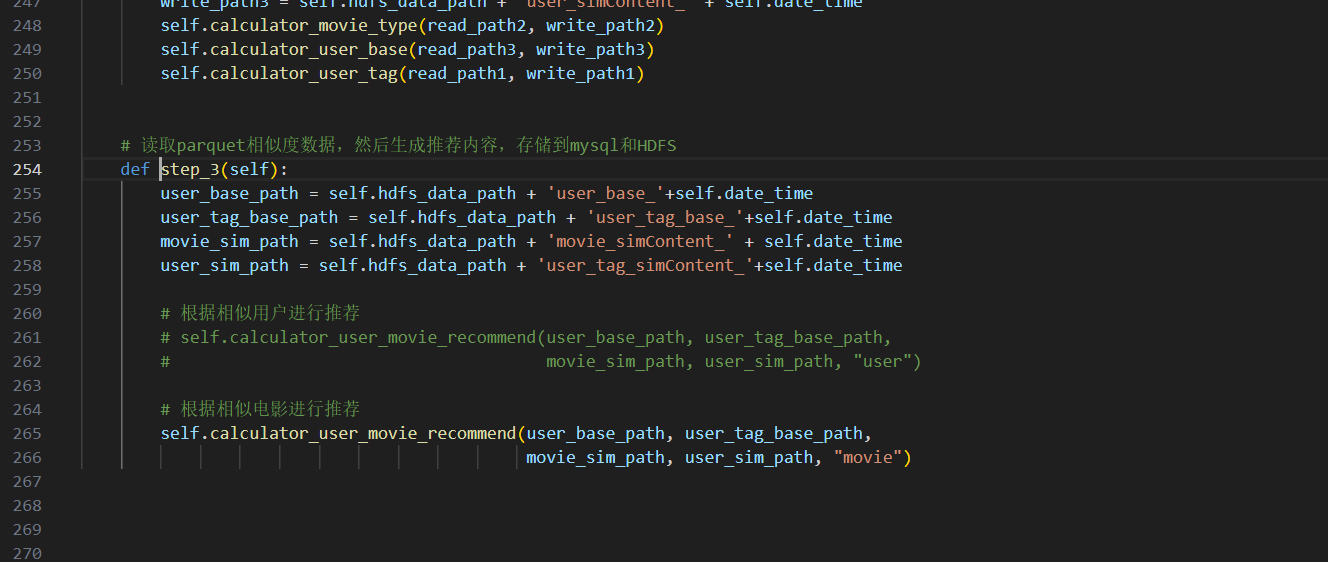 247 write_path3 = self.hdfs_data_path + 'user_simContent_' + self.date_time
248 self.calculator_movie_type(read_path2, write_path2)
249 self.calculator_user_base(read_path3, write_path3)
250 self.calculator_user_tag(read_path1, write_path1)
251
252
253 # 读取parquet相似度数据，然后生成推荐内容，存储到mysql和HDFS
254 def step_3(self):
255 user_base_path = self.hdfs_data_path + 'user_base_'+self.date_time
256 user_tag_base_path = self.hdfs_data_path + 'user_tag_base_'+self.date_time
257 movie_sim_path = self.hdfs_data_path + 'movie_simContent_' + self.date_time
258 user_sim_path = self.hdfs_data_path + 'user_tag_simContent_'+self.date_time
259
260 # 根据相似用户进行推荐
261 # self.calculator_user_movie_recommend(user_base_path, user_tag_base_path,
262 # movie_sim_path, user_sim_path, "user")
263
264 # 根据相似电影进行推荐
265 self.calculator_user_movie_recommend(user_base_path, user_tag_base_path,
266 movie_sim_path, user_sim_path, "movie")
267
268
269
270